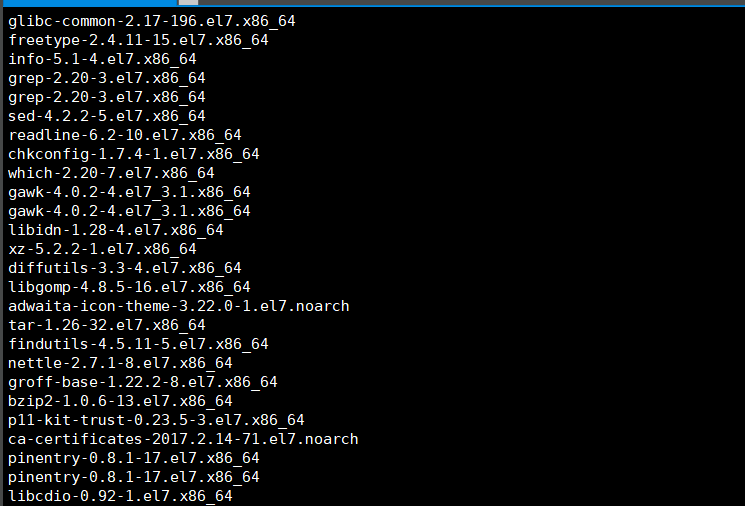 glibc-common-2.17-196.el7.x86_64
freetype-2.4.11-15.el7.x86_64
info-5.1-4.el7.x86_64
grep-2.20-3.el7.x86_64
grep-2.20-3.el7.x86_64
sed-4.2.2-5.el7.x86_64
readline-6.2-10.el7.x86_64
chkconfig-1.7.4-1.el7.x86_64
which-2.20-7.el7.x86_64
gawk-4.0.2-4.el7_3.1.x86_64
gawk-4.0.2-4.el7_3.1.x86_64
libidn-1.28-4.el7.x86_64
xz-5.2.2-1.el7.x86_64
diffutils-3.3-4.el7.x86_64
libgomp-4.8.5-16.el7.x86_64
adwaita-icon-theme-3.22.0-1.el7.noarch
tar-1.26-32.el7.x86_64
findutils-4.5.11-5.el7.x86_64
nettle-2.7.1-8.el7.x86_64
groff-base-1.22.2-8.el7.x86_64
bzip2-1.0.6-13.el7.x86_64
p11-kit-trust-0.23.5-3.el7.x86_64
ca-certificates-2017.2.14-71.el7.noarch
pinentry-0.8.1-17.el7.x86_64
pinentry-0.8.1-17.el7.x86_64
libcdio-0.92-1.el7.x86_64